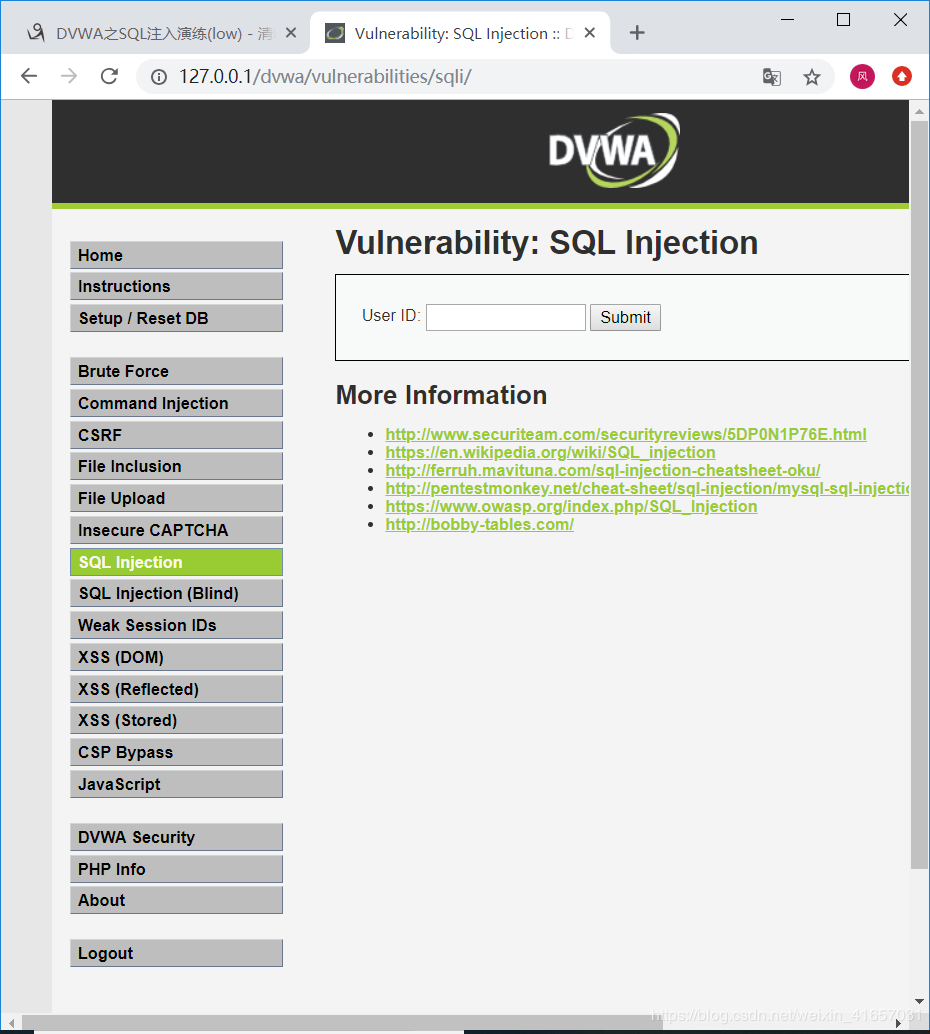 DVWA之SQL注入演练(low) - 清
Vulnerability: SQL Injection :: D
127.0.0.1/dvwa/vulnerabilities/sqli/
风
DVWA
Home
Instructions
Setup / Reset DB
Brute Force
Command Injection
CSRF
File Inclusion
File Upload
Insecure CAPTCHA
SQL Injection
SQL Injection (Blind)
Weak Session IDs
XSS (DOM)
XSS (Reflected)
XSS (Stored)
CSP Bypass
JavaScript
DVWA Security
PHP Info
About
Logout
Vulnerability: SQL Injection
User ID: Submit
More Information
http://www.securiteam.com/securityreviews/5DP0N1P76E.html
https://en.wikipedia.org/wiki/SQL_injection
http://ferruh.mavituna.com/sql-injection-cheatsheet-oku/
http://pentestmonkey.net/cheat-sheet/sql-injection/mysql-sql-injectio
https://www.owasp.org/index.php/SQL_Injection
http://bobby-tables.com/